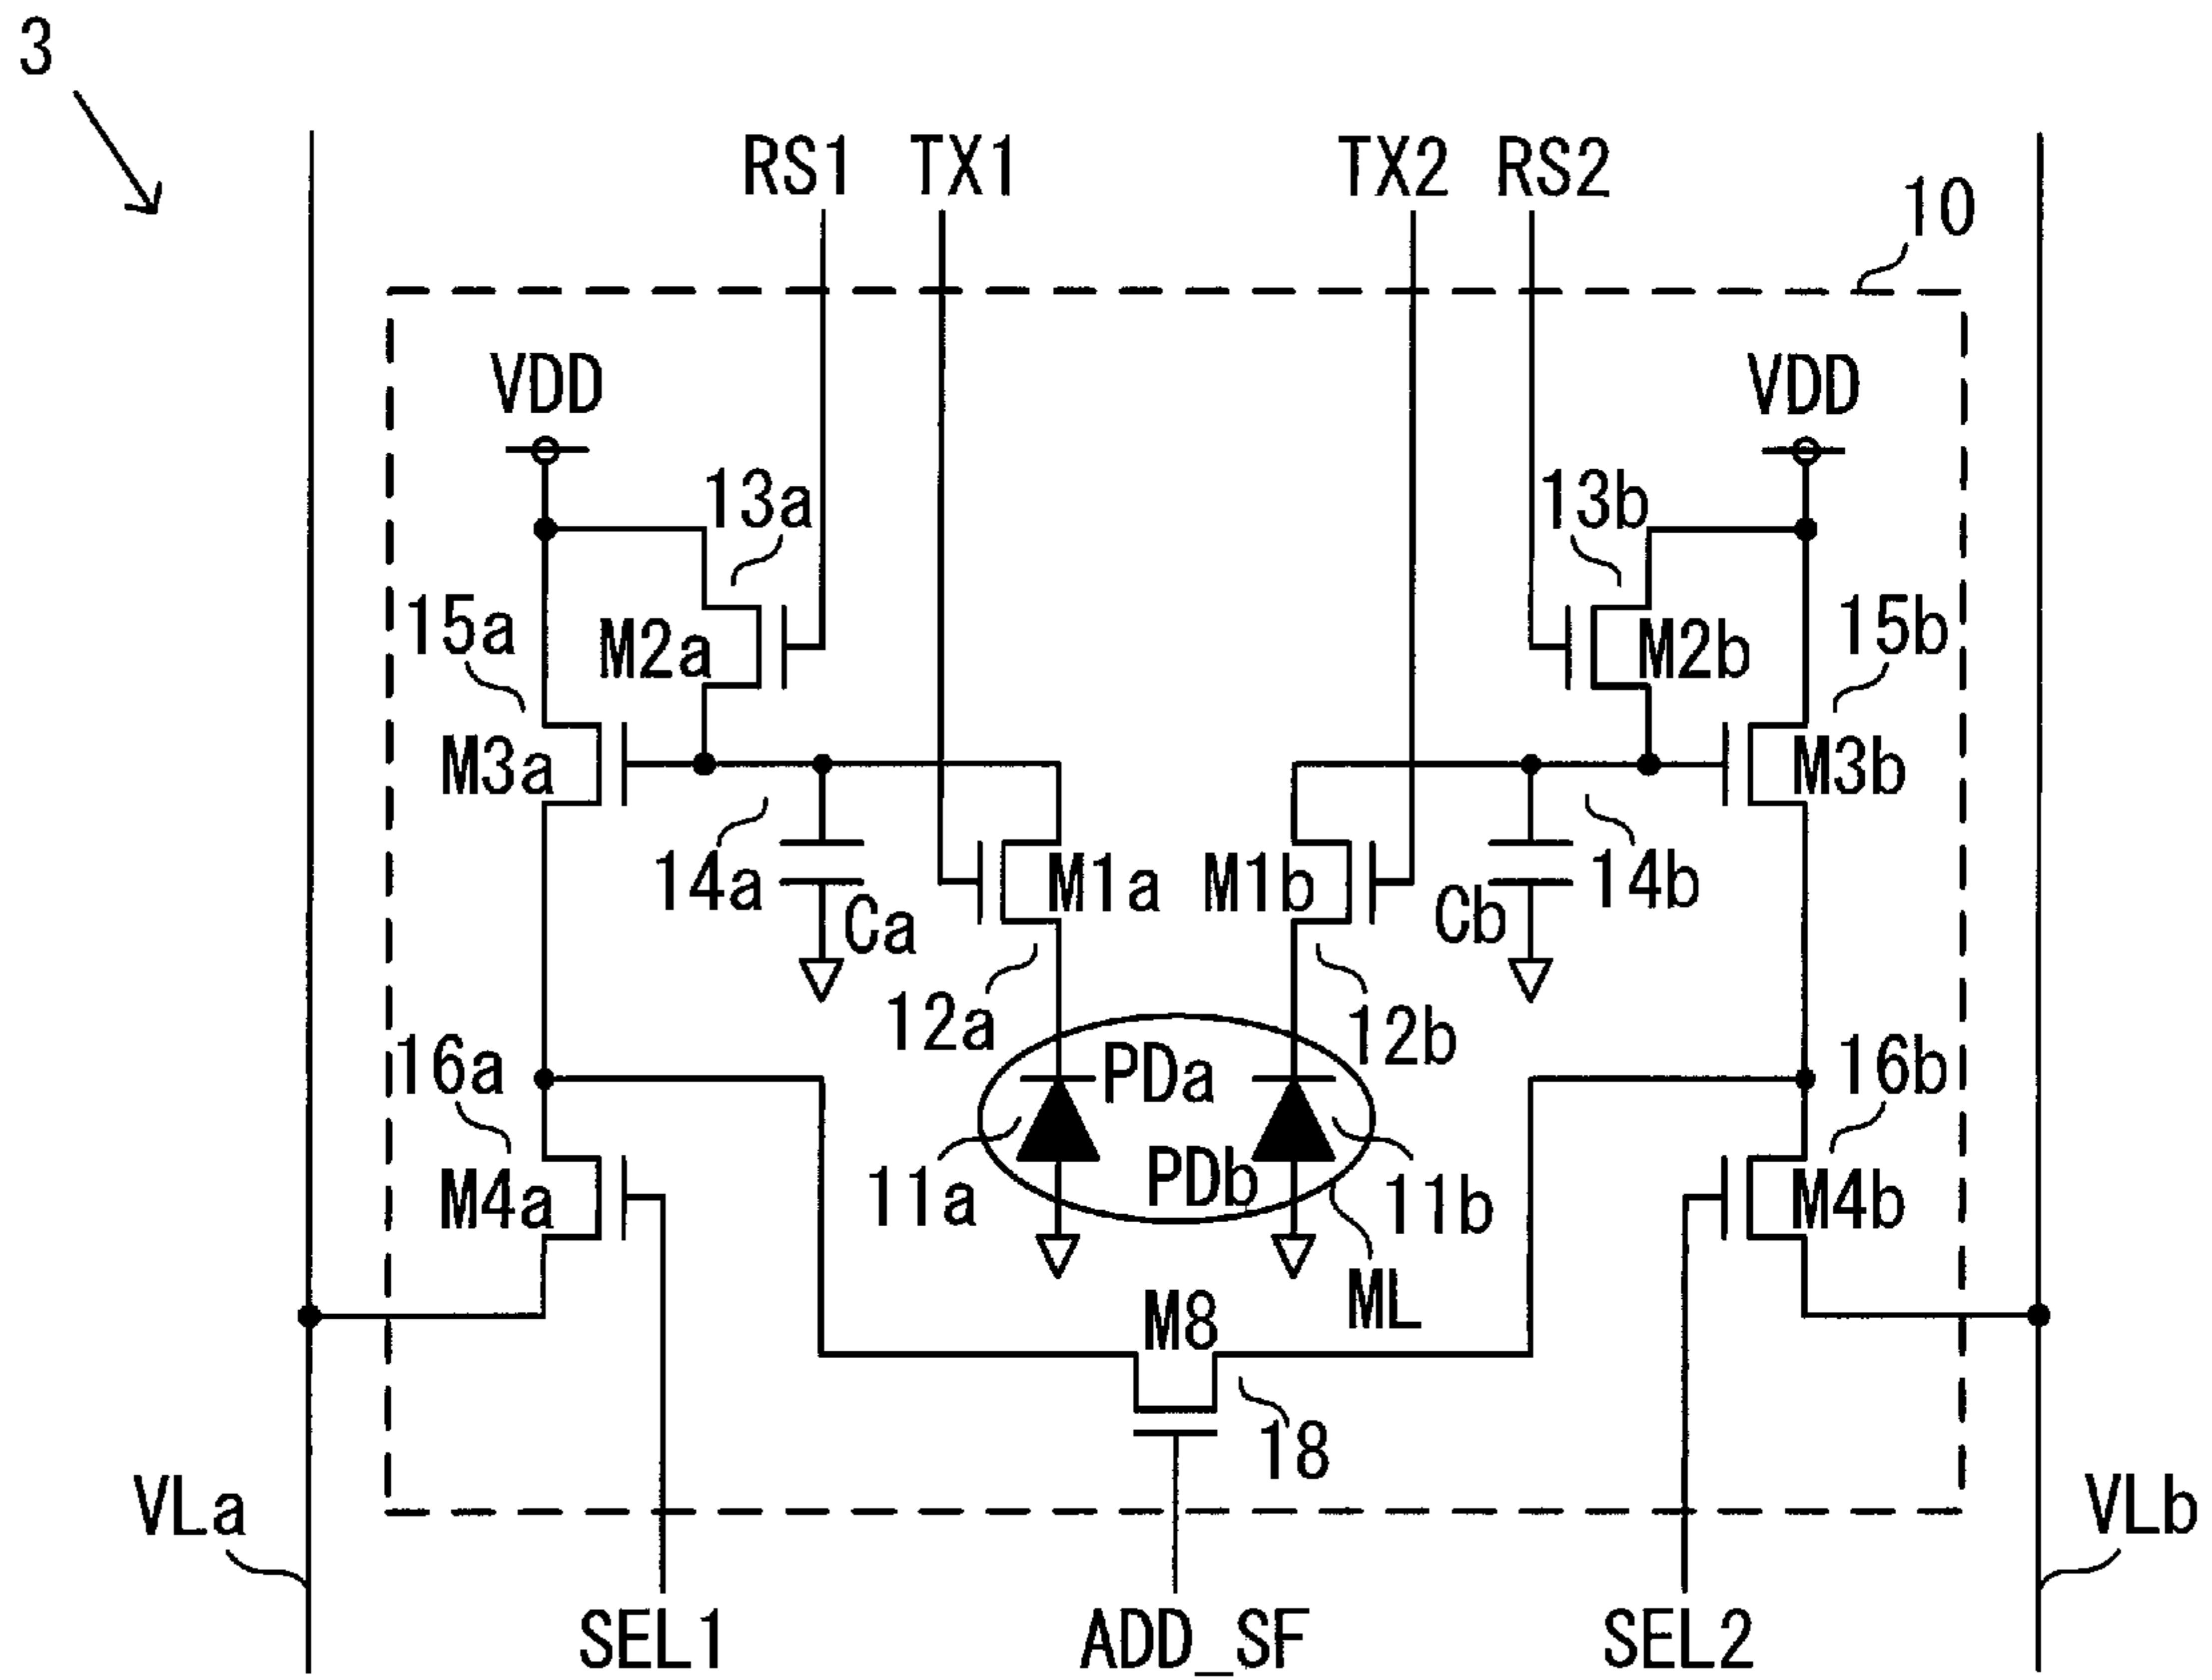 3
RS1 TX1 TX2 RS2
10
VDD VDD
13a 13b
15a M2a M2b 15b
M3a M3b
14a Ca M1a M1b Cb 14b
12a 12b
16a PDa 16b
M4a 11a PDb 11b M4b
M8 ML
18
VLa VLb
SEL1 ADD_SF SEL2